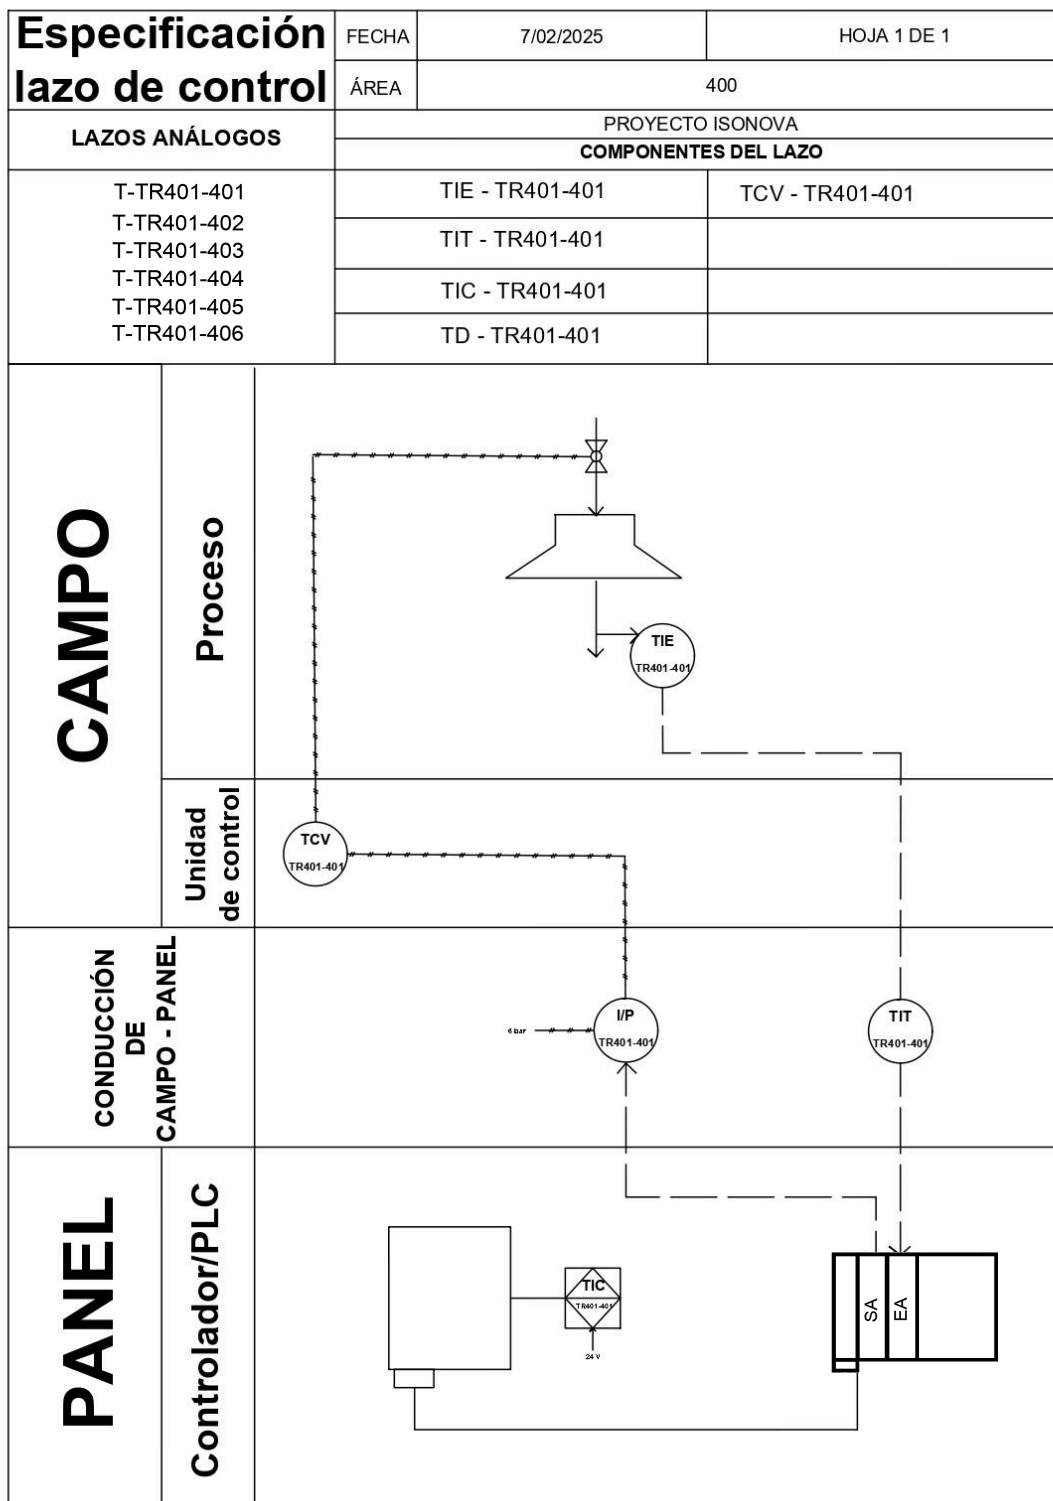 Especificación
lazo de control
FECHA
7/02/2025
HOJA 1 DE 1
ÁREA
400
LAZOS ANÁLOGOS
PROYECTO ISONOVA
COMPONENTES DEL LAZO
T-TR401-401
T-TR401-402
T-TR401-403
T-TR401-404
T-TR401-405
T-TR401-406
TIE - TR401-401
TCV - TR401-401
TIT - TR401-401
TIC - TR401-401
TD - TR401-401
CAMPO
Proceso
TIE
TR401-401
Unidad
de control
TCV
TR401-401
CONDUCCIÓN
DE
CAMPO - PANEL
6 bar
I/P
TR401-401
TIT
TR401-401
PANEL
Controlador/PLC
TIC
TR401-401
24 V
SA
EA